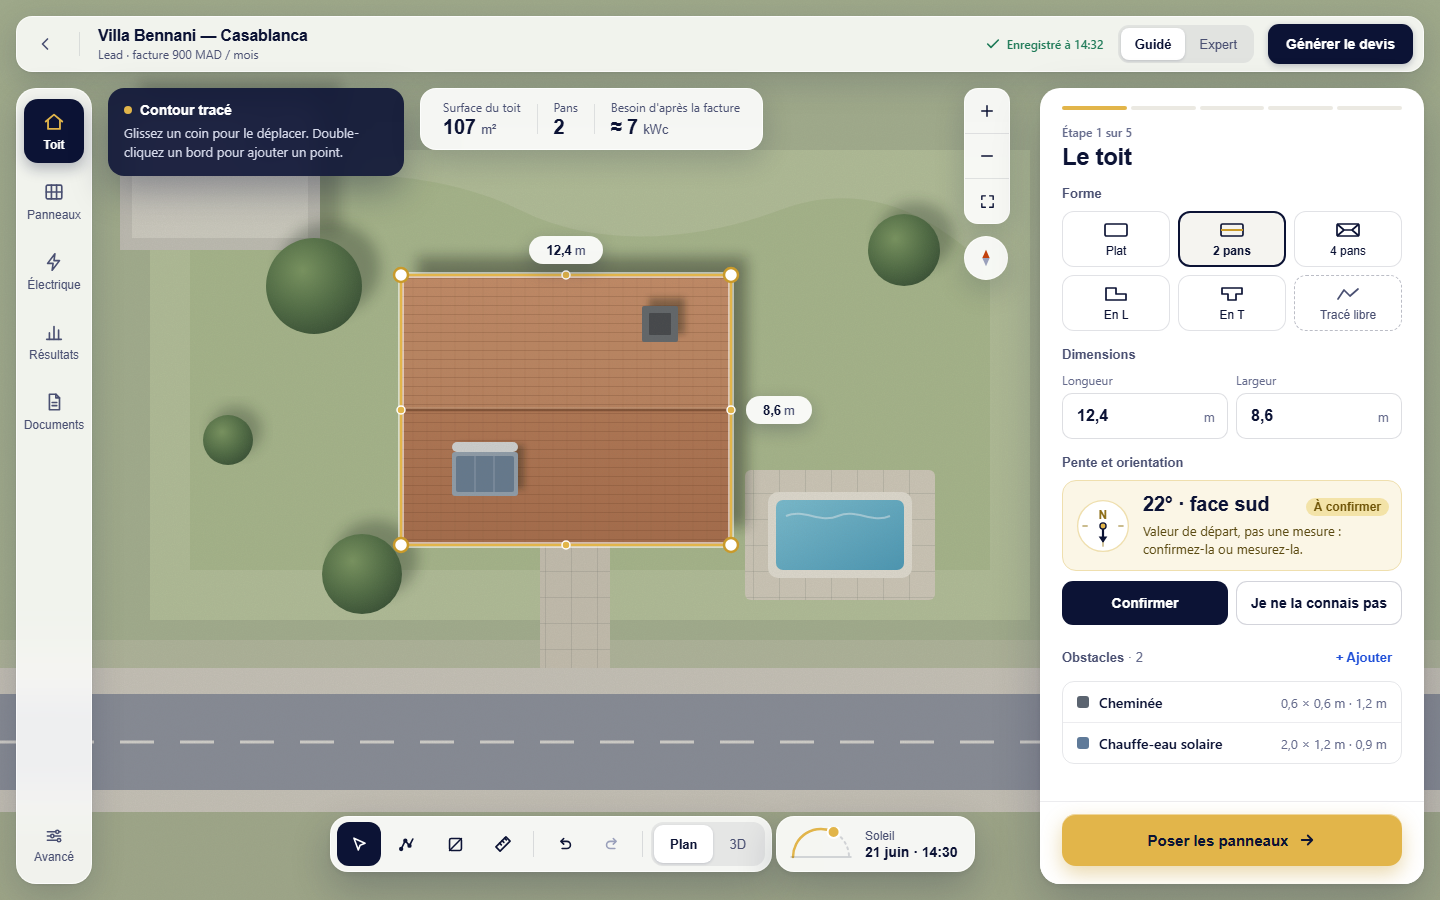 Villa Bennani — Casablanca
Lead · facture 900 MAD / mois
Enregistré à 14:32
Guidé
Expert
Générer le devis
Toit
Panneaux
Électrique
Résultats
Documents
Avancé
Contour tracé
Glissez un coin pour le déplacer. Double-
cliquez un bord pour ajouter un point.
Surface du toit
107 m²
Pans
2
Besoin d'après la facture
≈ 7 kWc
12,4 m
8,6 m
Plan
3D
Soleil
21 juin · 14:30
Étape 1 sur 5
Le toit
Forme
Plat
2 pans
4 pans
En L
En T
Tracé libre
Dimensions
Longueur
Largeur
12,4 m
8,6 m
Pente et orientation
N
22° · face sud
À confirmer
Valeur de départ, pas une mesure :
confirmez-la ou mesurez-la.
Confirmer
Je ne la connais pas
Obstacles · 2
+ Ajouter
Cheminée
0,6 × 0,6 m · 1,2 m
Chauffe-eau solaire
2,0 × 1,2 m · 0,9 m
Poser les panneaux →